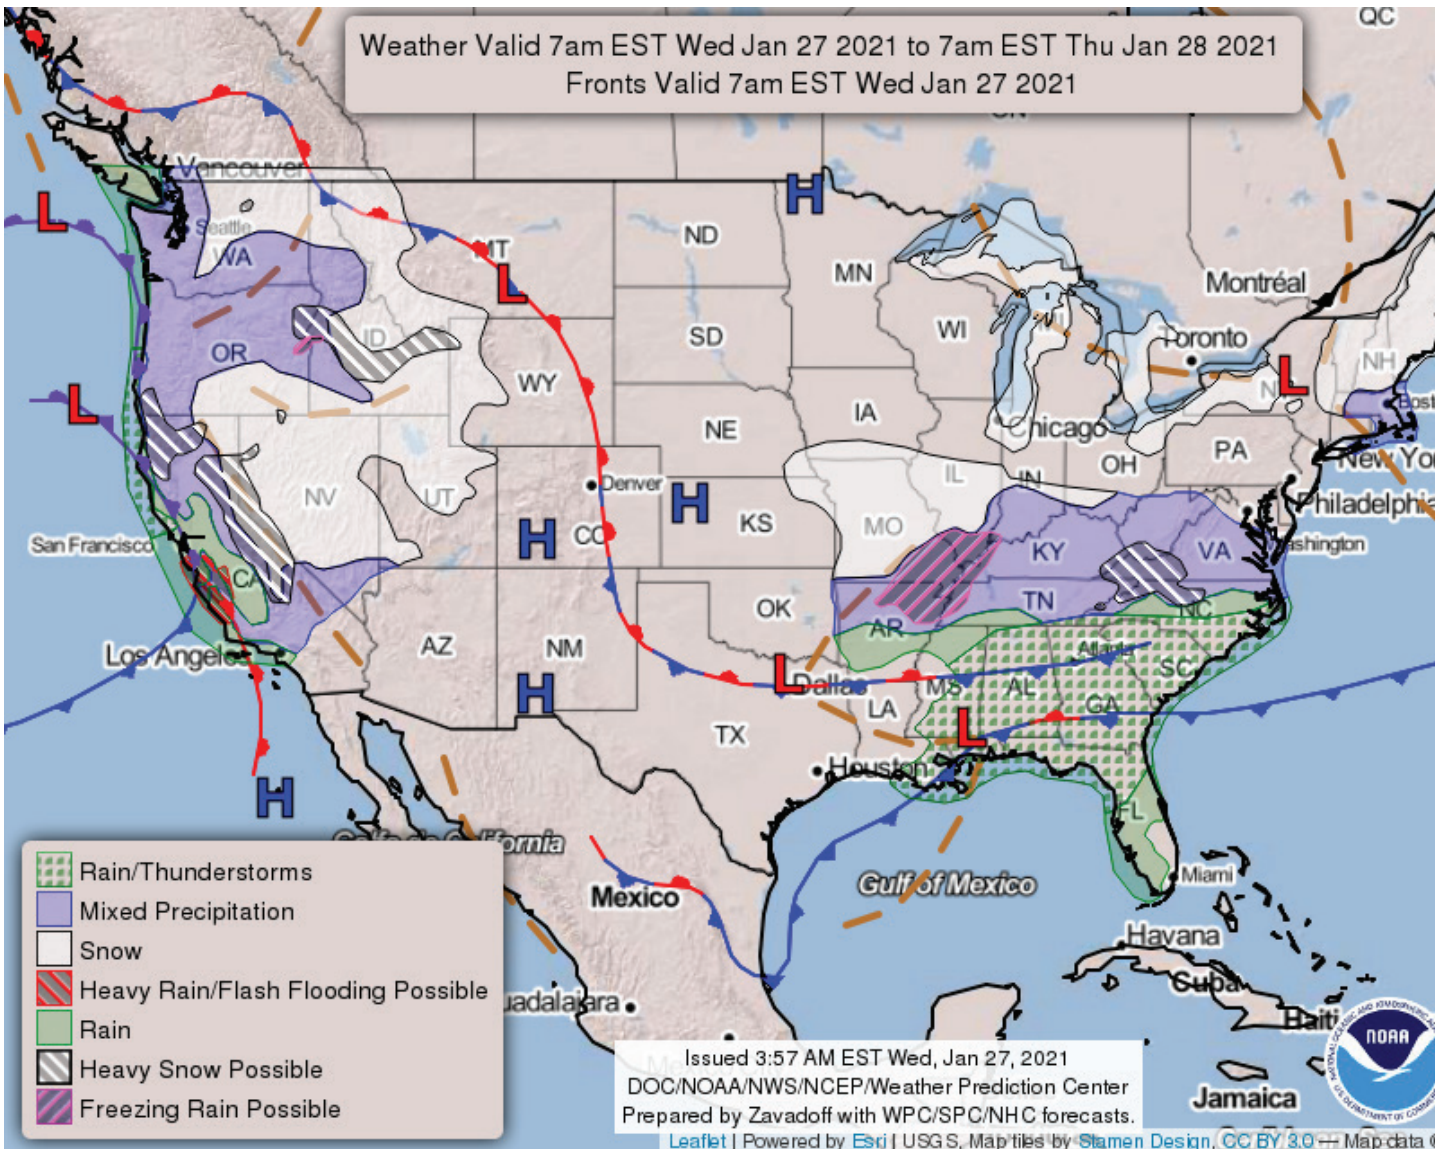 QC
Weather Valid 7am EST Wed Jan 27 2021 to 7am EST Thu Jan 28 2021
Fronts Valid 7am EST Wed Jan 27 2021
Vancouver
H
L
Seattle
WA
MT
ND
MN
Montréal
L
OR
ID
SD
WI
Toronto
NH
WY
L
L
IA
NE
Chicago
OH
PA
New Yo
NV
UT
Denver
H
KS
IL
IN
MO
Philadelphia
San Francisco
H
CO
KY
VA
ashington
CA
OK
TN
NC
AR
Los Angeles
AZ
NM
L
Dallas
MS
AL
Atlanta
SC
GA
LA
H
TX
L
Houston
H
FL
Golfo de California
Mexico
Gulf of Mexico
Miami
Havana
Cuba
Haiti
uadalajara
Mexico City
Jamaica
Rain/Thunderstorms
Mixed Precipitation
Snow
Heavy Rain/Flash Flooding Possible
Rain
Heavy Snow Possible
Freezing Rain Possible
Issued 3:57 AM EST Wed, Jan 27, 2021
DOC/NOAA/NWS/NCEP/Weather Prediction Center
Prepared by Zavadoff with WPC/SPC/NHC forecasts.
Leaflet | Powered by Esri | USGS, Map tiles by Stamen Design, CC BY 3.0 — Map data ©
NOAA